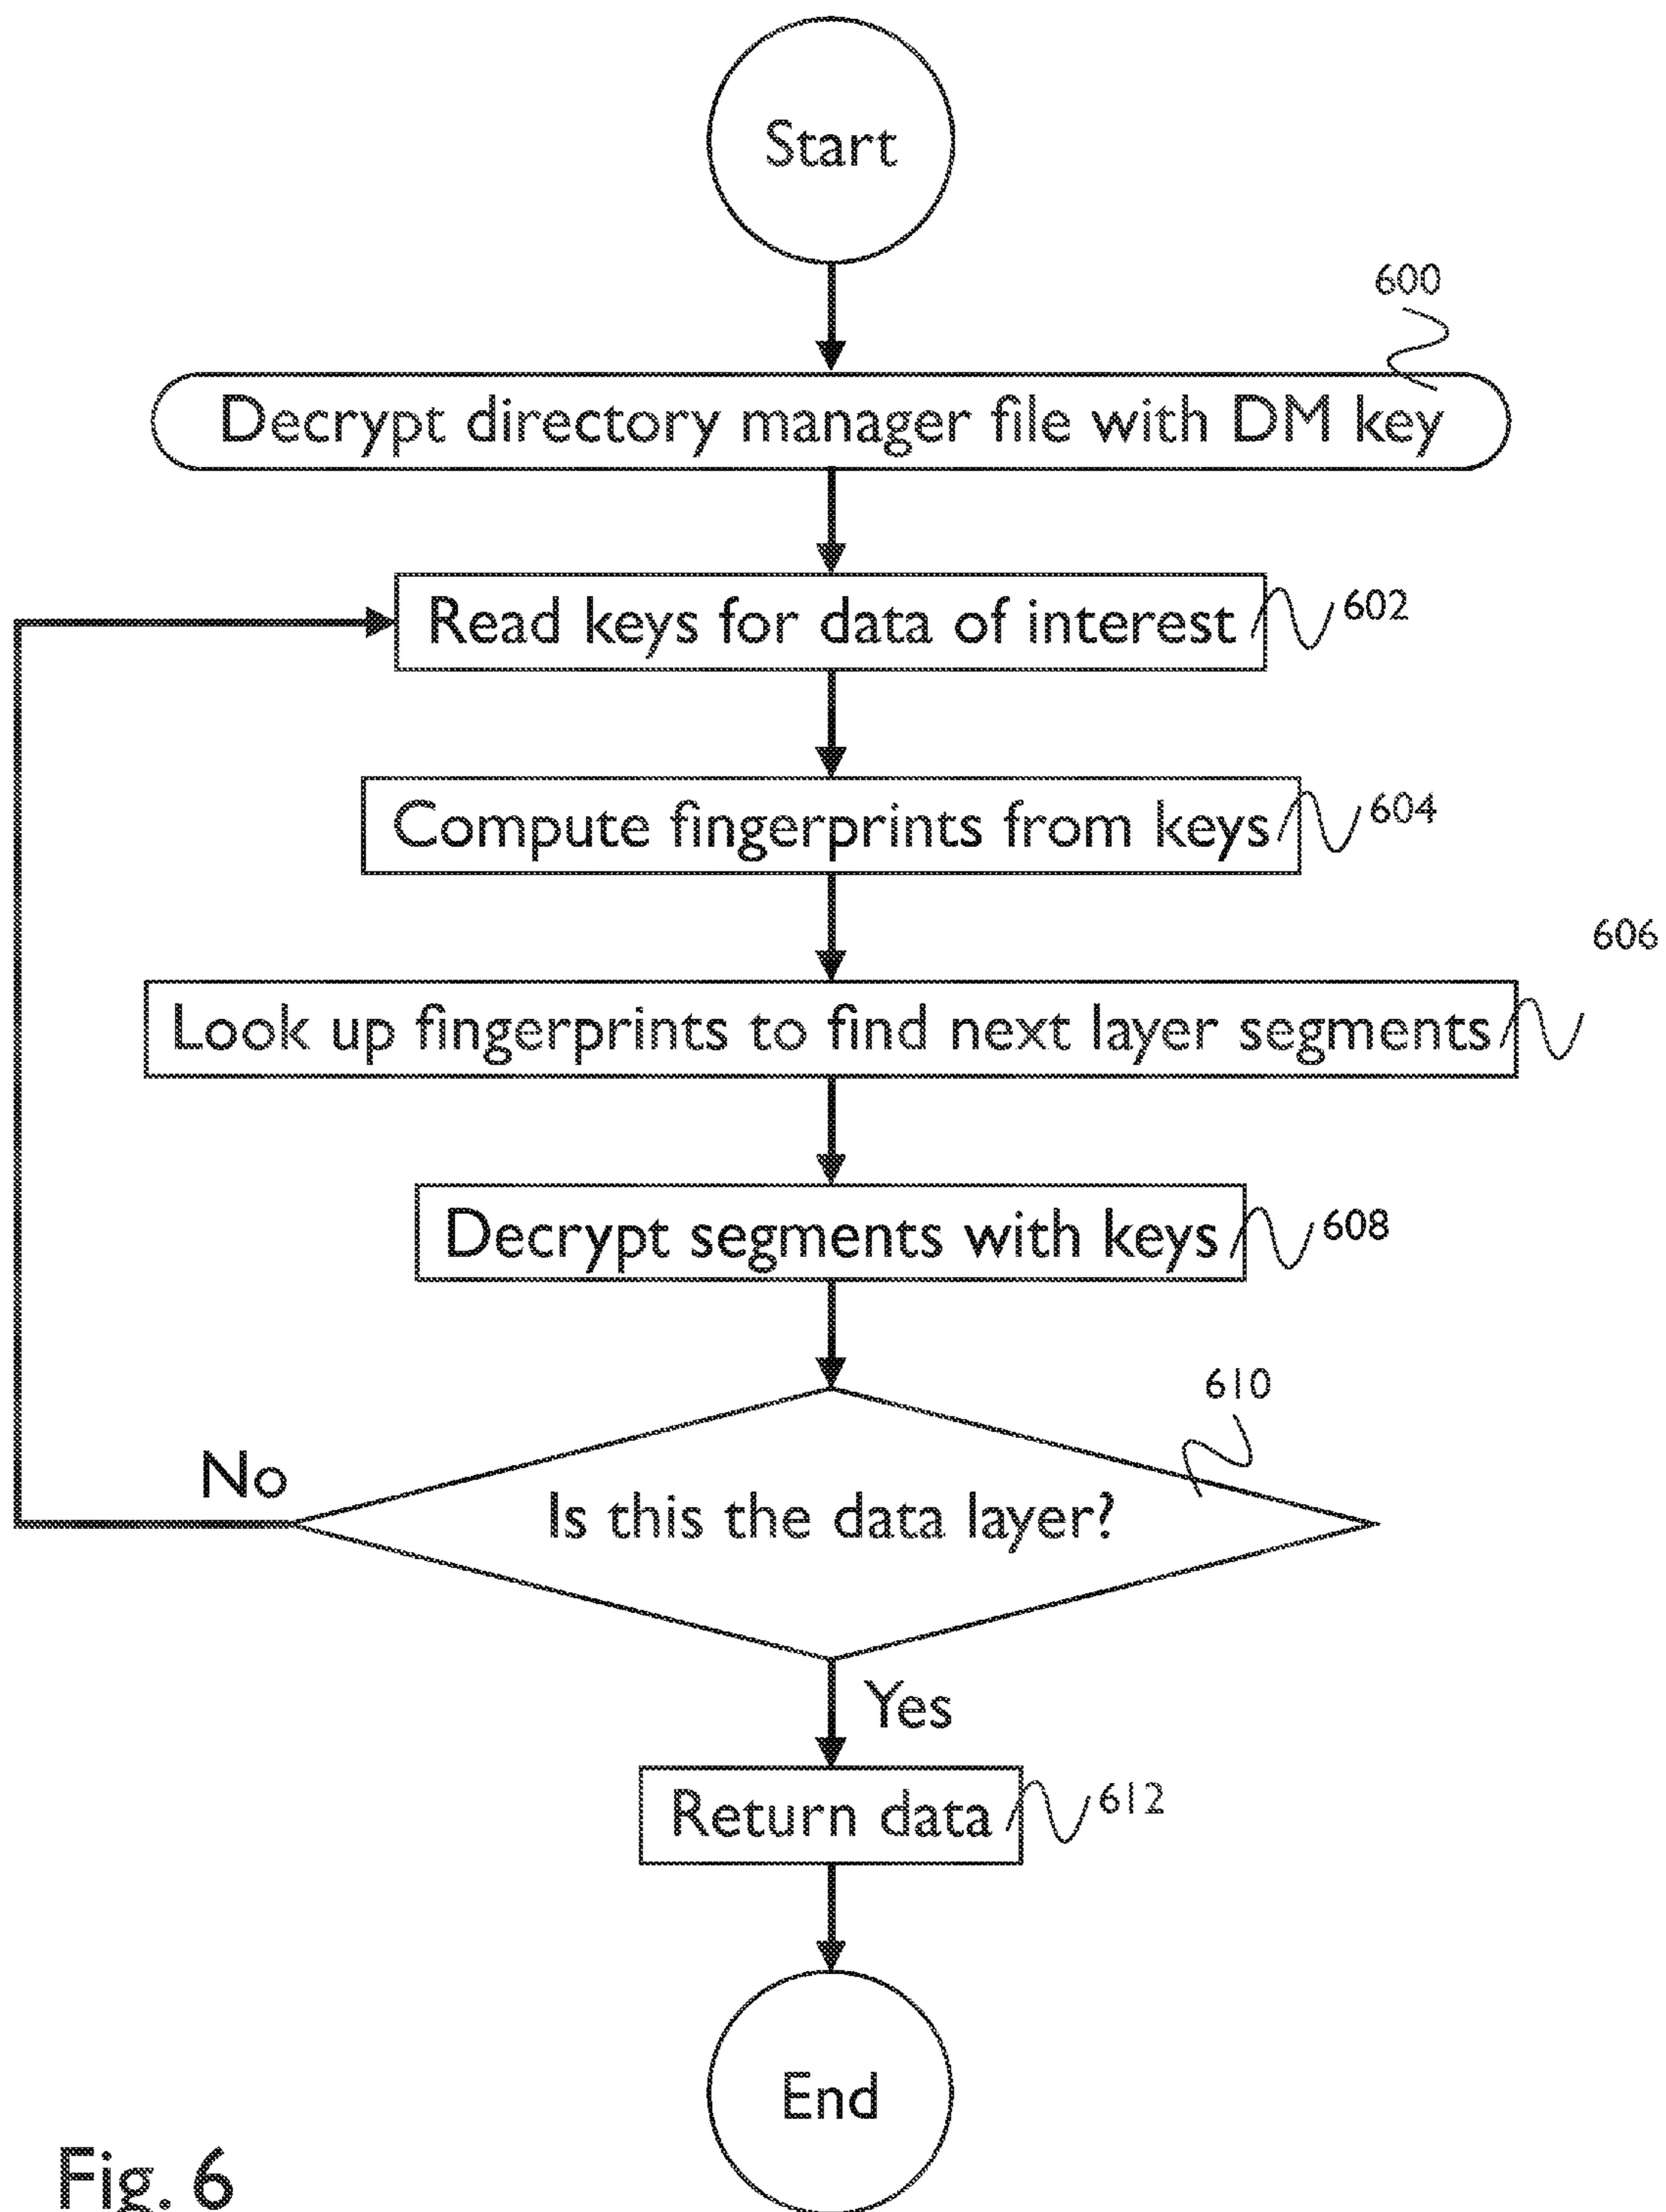 Start
600
Decrypt directory manager file with DM key
Read keys for data of interest
602
Compute fingerprints from keys
604
606
Look up fingerprints to find next layer segments
Decrypt segments with keys
608
610
No
Is this the data layer?
Yes
Return data
612
End
Fig. 6